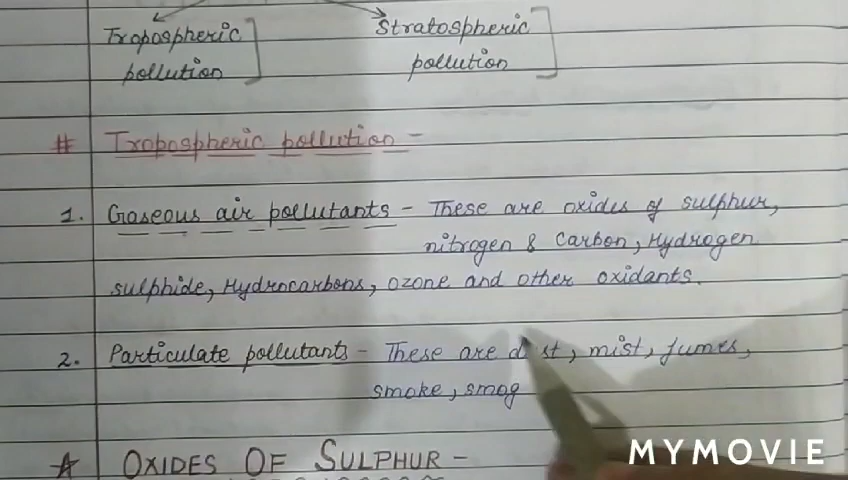 Tropospheric pollution
Stratospheric pollution
# Tropospheric pollution -
1. Gaseous air pollutants - These are oxides of sulphur,
nitrogen & carbon, Hydrogen
sulphide, Hydrocarbons, ozone and other oxidants.
2. Particulate pollutants - These are dust, mist, fumes,
smoke, smog
OXIDES OF SULPHUR -
MYMOVIE